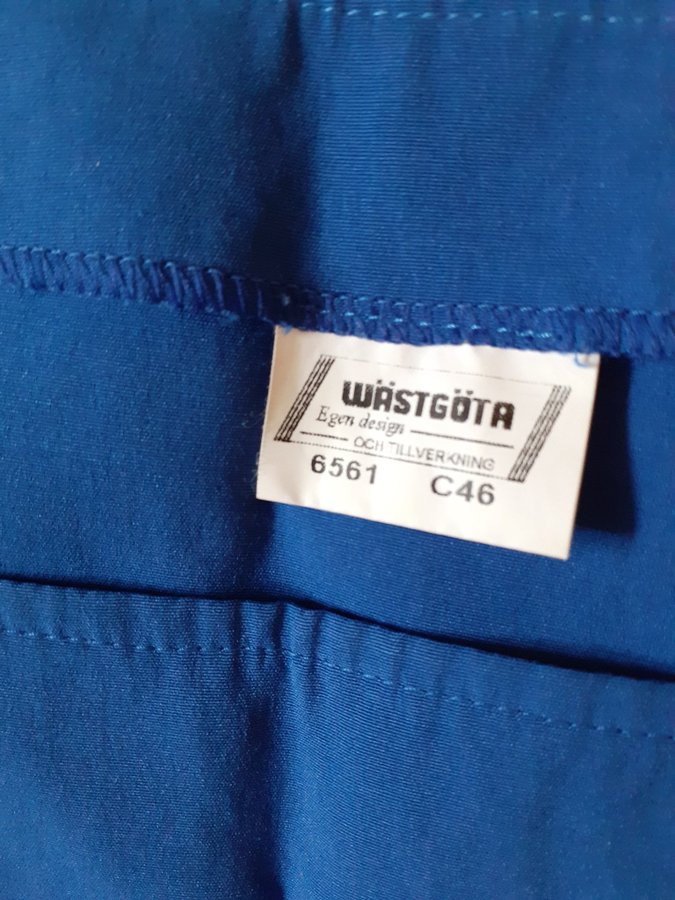 WÄSTGÖTA
Egen design
OCH TILLVERKNING
6561 C46